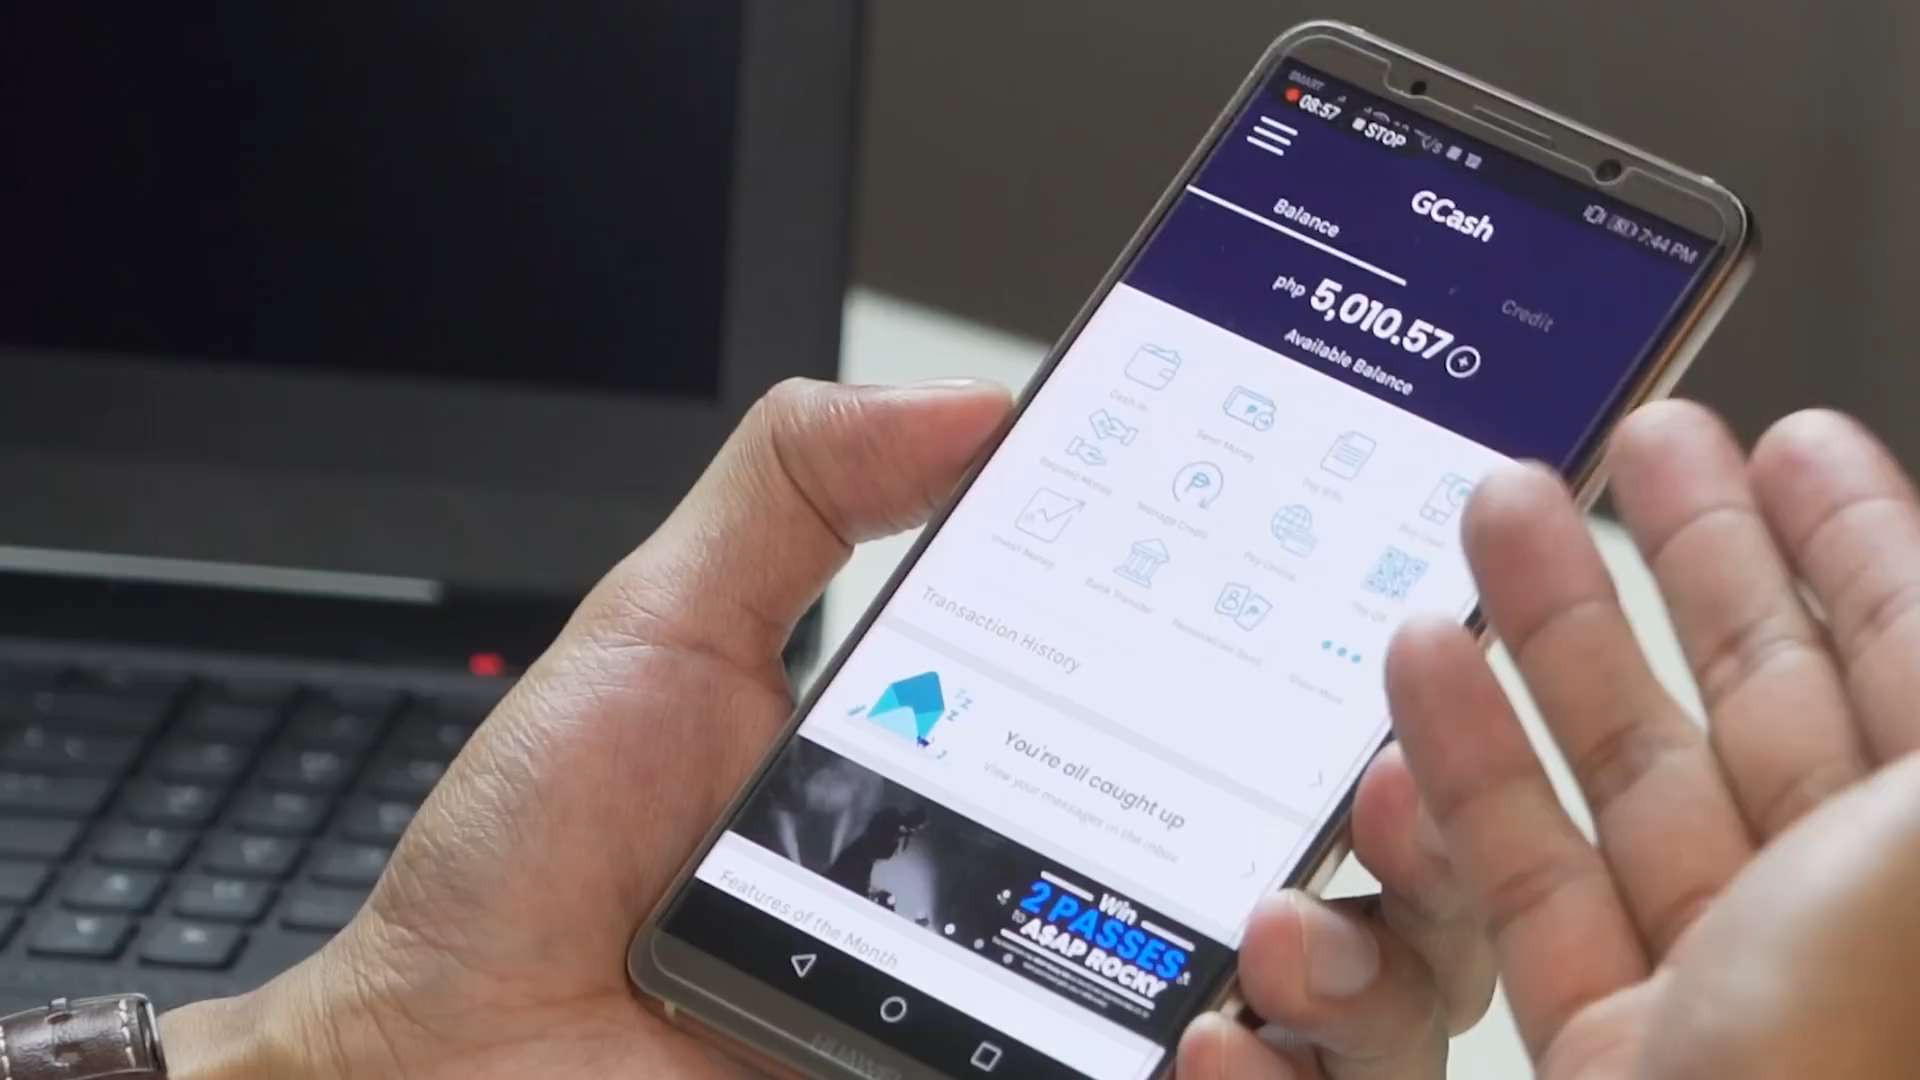 SMART
08:57 STOP
7:44 PM
GCash
Balance
Credit
php 5,010.57
Available Balance
Cash-In
Send Money
Pay Bills
Buy Load
Request Money
Manage Credit
Pay Online
Pay QR
Invest Money
Bank Transfer
Show More
Transaction History
You're all caught up
View your messages in the inbox
Win
2 PASSES
TO A$AP ROCKY
Features of the Month
HUAWEI